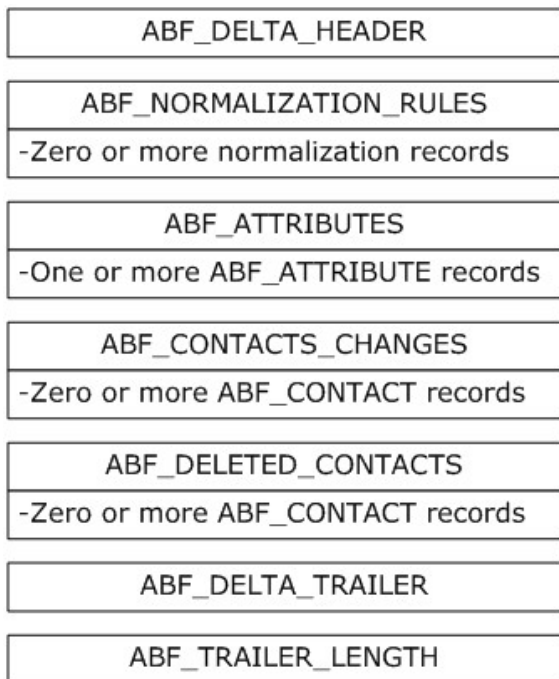 ABF_DELTA_HEADER
ABF_NORMALIZATION_RULES
-Zero or more normalization records
ABF_ATTRIBUTES
-One or more ABF_ATTRIBUTE records
ABF_CONTACTS_CHANGES
-Zero or more ABF_CONTACT records
ABF_DELETED_CONTACTS
-Zero or more ABF_CONTACT records
ABF_DELTA_TRAILER
ABF_TRAILER_LENGTH